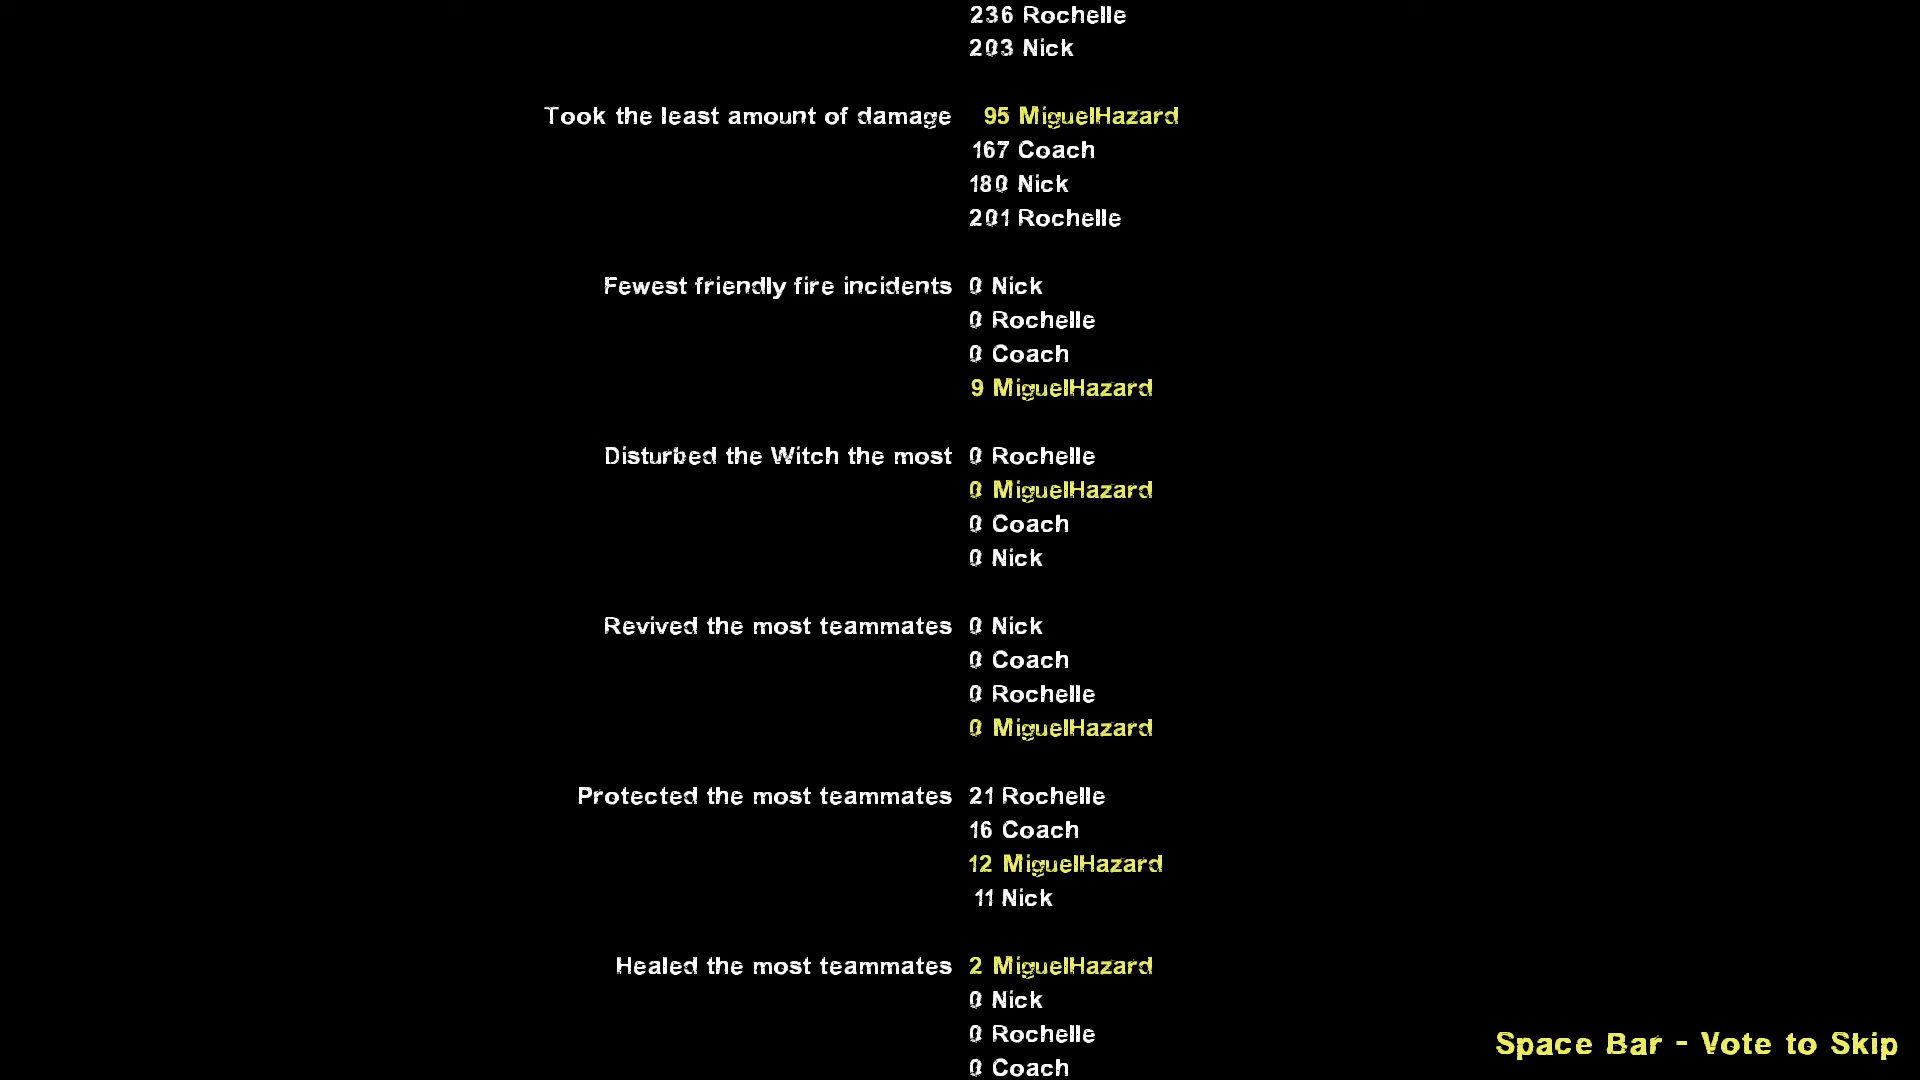 236 Rochelle
203 Nick
Took the least amount of damage 95 MiguelHazard
167 Coach
180 Nick
201 Rochelle
Fewest friendly fire incidents 0 Nick
0 Rochelle
0 Coach
9 MiguelHazard
Disturbed the Witch the most 0 Rochelle
0 MiguelHazard
0 Coach
0 Nick
Revived the most teammates 0 Nick
0 Coach
0 Rochelle
0 MiguelHazard
Protected the most teammates 21 Rochelle
16 Coach
12 MiguelHazard
11 Nick
Healed the most teammates 2 MiguelHazard
0 Nick
0 Rochelle
0 Coach
Space Bar - Vote to Skip